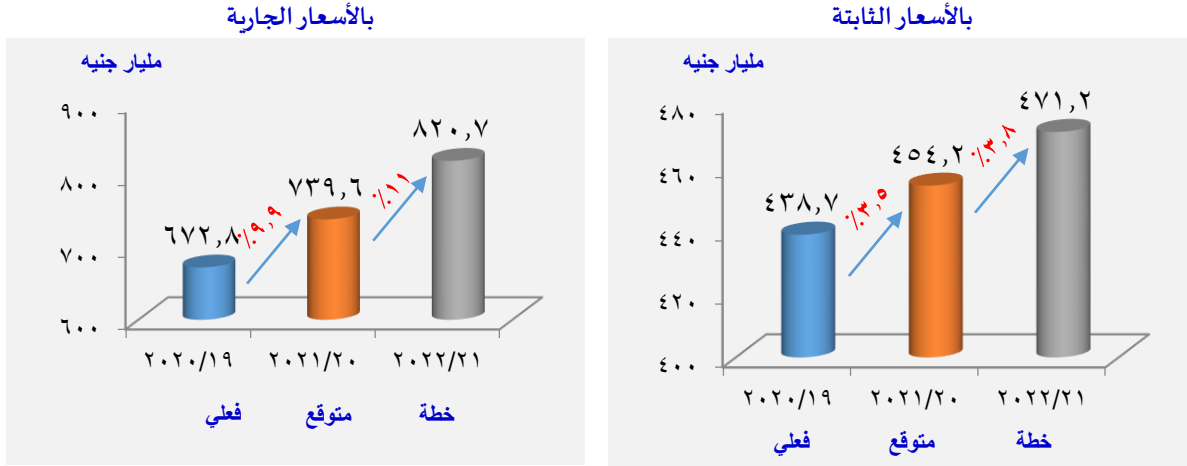 بالأسعار الثابتة
مليار جنيه
٤٨٠
٤٦٠
٤٤٠
٤٢٠
٤٠٠
٤٣٨,٧
٪٣,٥
٤٥٤,٢
٪٣,٨
٤٧١,٢
٢٠٢٠/١٩
٢٠٢١/٢٠
٢٠٢٢/٢١
فعلي
متوقع
خطة
بالأسعار الجارية
مليار جنيه
٩٠٠
٨٠٠
٧٠٠
٦٠٠
٦٧٢,٨
٪٩,٩
٧٣٩,٦
٪١١
٨٢٠,٧
٢٠٢٠/١٩
٢٠٢١/٢٠
٢٠٢٢/٢١
فعلي
متوقع
خطة